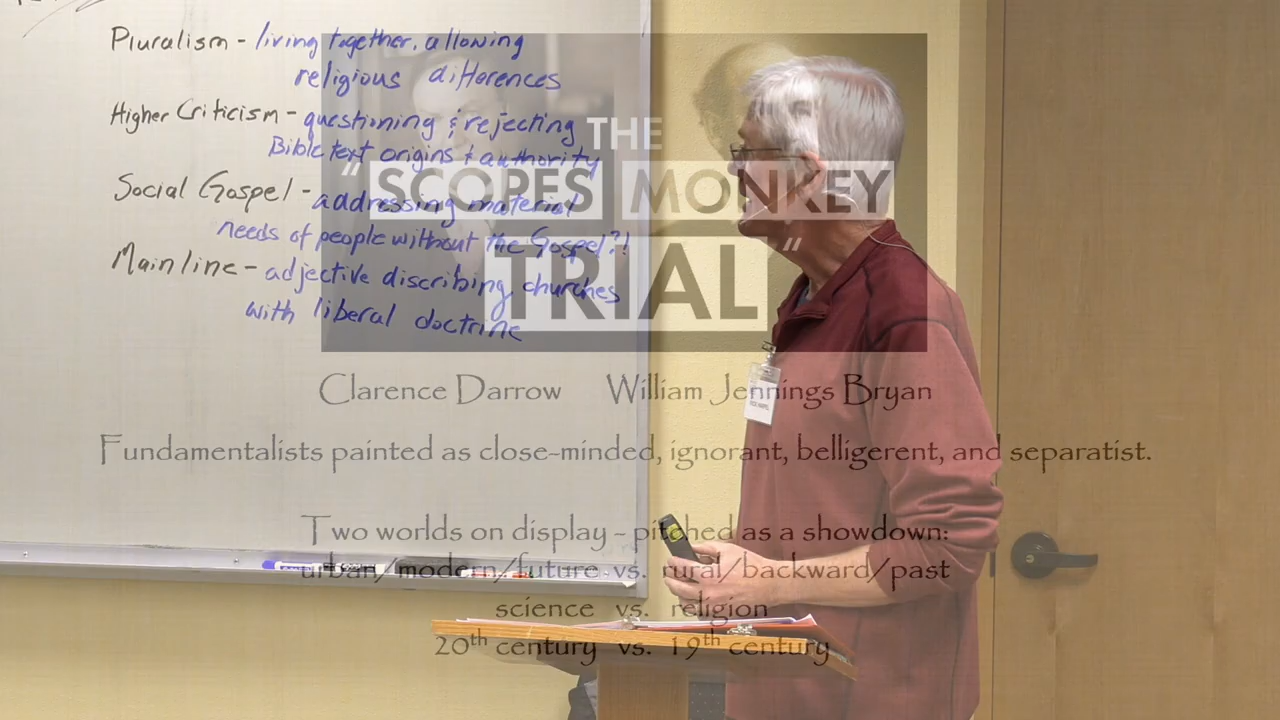 Pluralism - living together, allowing
religious differences
Higher Criticism - questioning & rejecting
Bible text origins & authority
Social Gospel - addressing material
needs of people without the Gospel?!
Mainline - adjective discribing churches
with liberal doctrine
THE
"SCOPES MONKEY
TRIAL"
Clarence Darrow William Jennings Bryan
Fundamentalists painted as close-minded, ignorant, belligerent, and separatist.
Two worlds on display - pitched as a showdown:
urban/modern/future vs. rural/backward/past
science vs. religion
20th century vs. 19th century